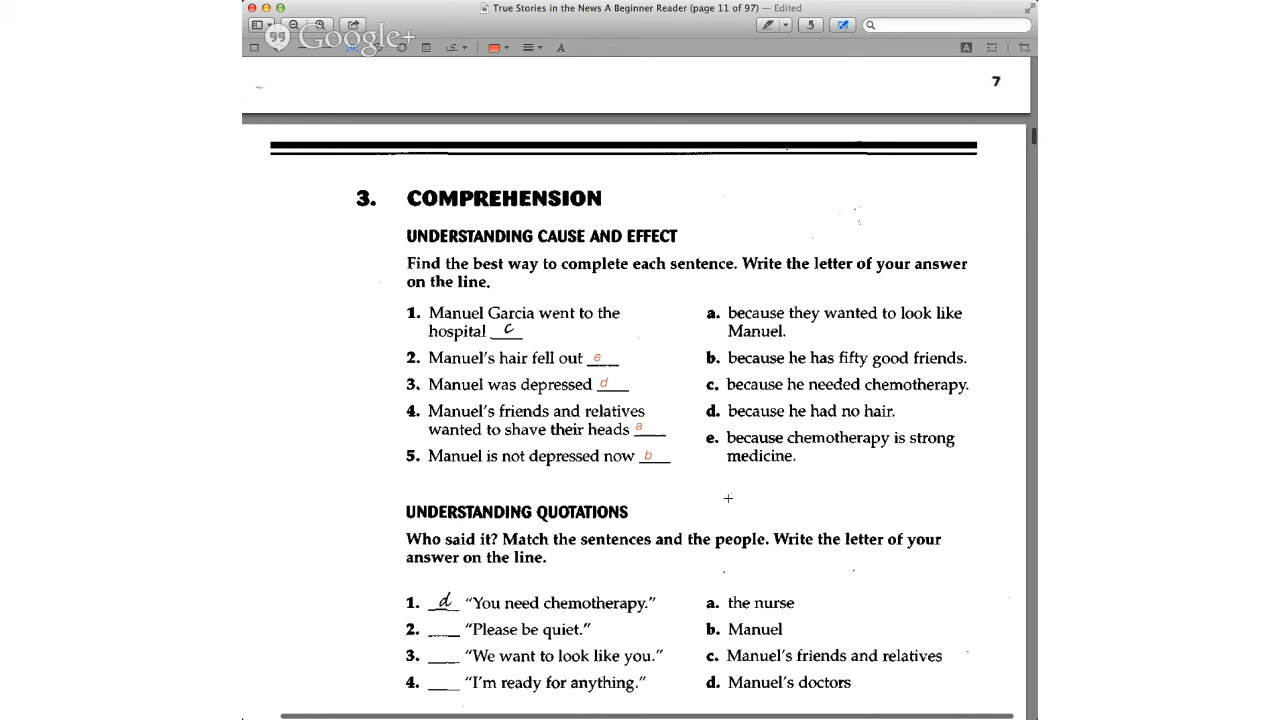 True Stories in the News A Beginner Reader (page 11 of 97) — Edited
Google+
7
3. COMPREHENSION
UNDERSTANDING CAUSE AND EFFECT
Find the best way to complete each sentence. Write the letter of your answer
on the line.
1. Manuel Garcia went to the
hospital c
2. Manuel's hair fell out e
3. Manuel was depressed d
4. Manuel's friends and relatives
wanted to shave their heads a
5. Manuel is not depressed now b
a. because they wanted to look like
Manuel.
b. because he has fifty good friends.
c. because he needed chemotherapy.
d. because he had no hair.
e. because chemotherapy is strong
medicine.
UNDERSTANDING QUOTATIONS
Who said it? Match the sentences and the people. Write the letter of your
answer on the line.
1. d "You need chemotherapy."
2. ___ "Please be quiet."
3. ___ "We want to look like you."
4. ___ "I'm ready for anything."
a. the nurse
b. Manuel
c. Manuel's friends and relatives
d. Manuel's doctors